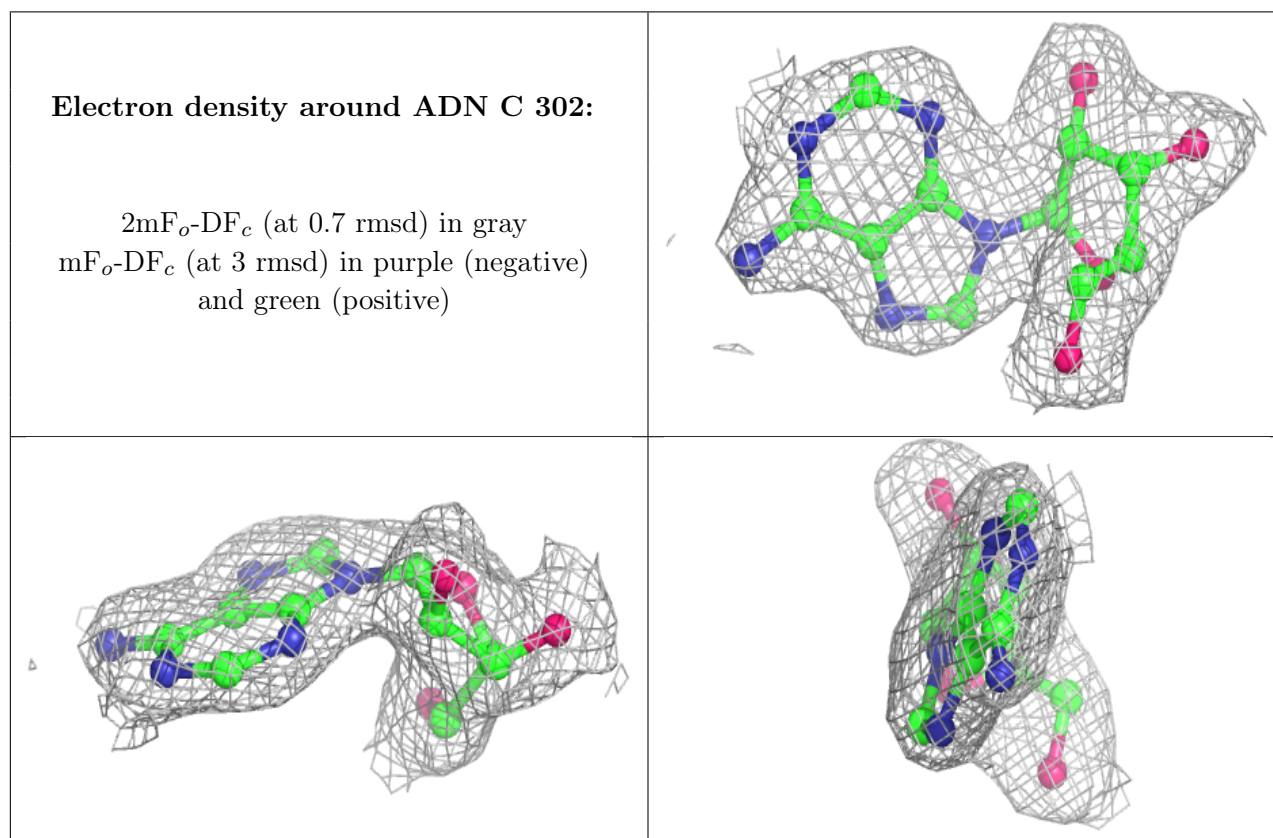 Electron density around ADN C 302:
2mFo-DFc (at 0.7 rmsd) in gray
mFo-DFc (at 3 rmsd) in purple (negative)
and green (positive)